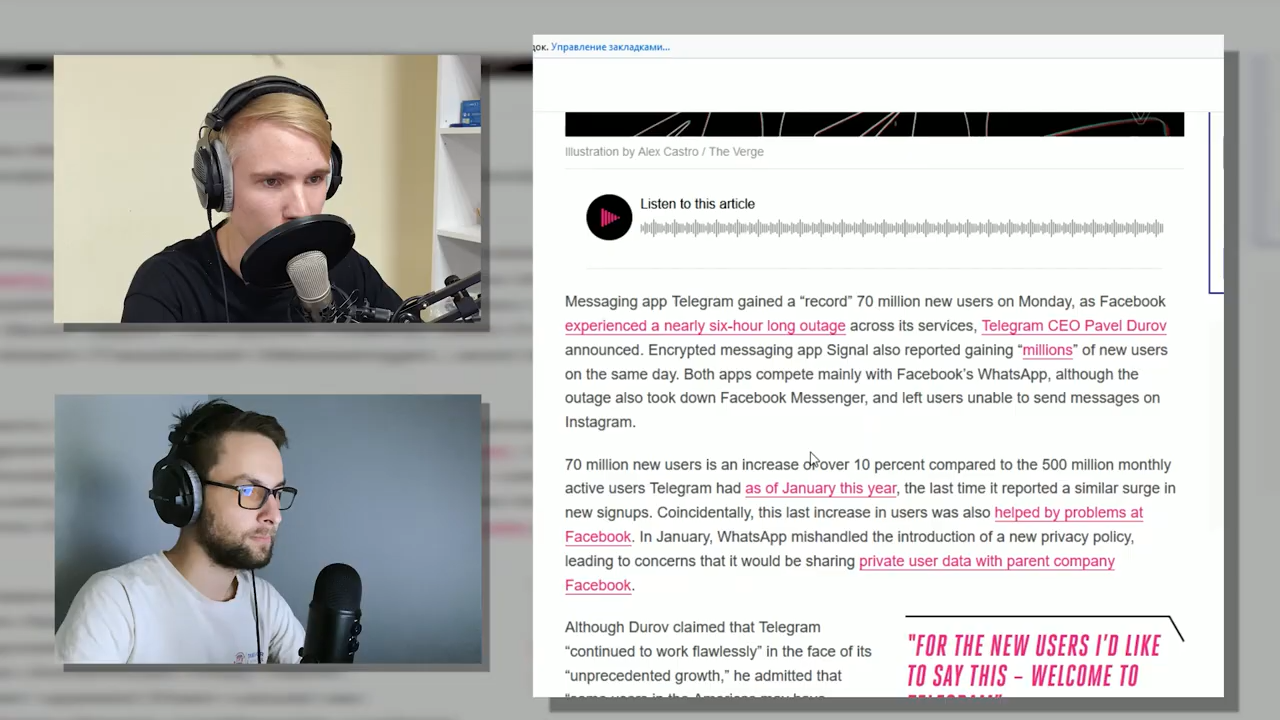 док. Управление закладками...
Illustration by Alex Castro / The Verge
Listen to this article
Messaging app Telegram gained a “record” 70 million new users on Monday, as Facebook
experienced a nearly six-hour long outage across its services, Telegram CEO Pavel Durov
announced. Encrypted messaging app Signal also reported gaining “millions” of new users
on the same day. Both apps compete mainly with Facebook’s WhatsApp, although the
outage also took down Facebook Messenger, and left users unable to send messages on
Instagram.
70 million new users is an increase of over 10 percent compared to the 500 million monthly
active users Telegram had as of January this year, the last time it reported a similar surge in
new signups. Coincidentally, this last increase in users was also helped by problems at
Facebook. In January, WhatsApp mishandled the introduction of a new privacy policy,
leading to concerns that it would be sharing private user data with parent company
Facebook.
Although Durov claimed that Telegram
“continued to work flawlessly” in the face of its
“unprecedented growth,” he admitted that
“some users in the Americas may have
"FOR THE NEW USERS I'D LIKE
TO SAY THIS – WELCOME TO
TELEGRAM"